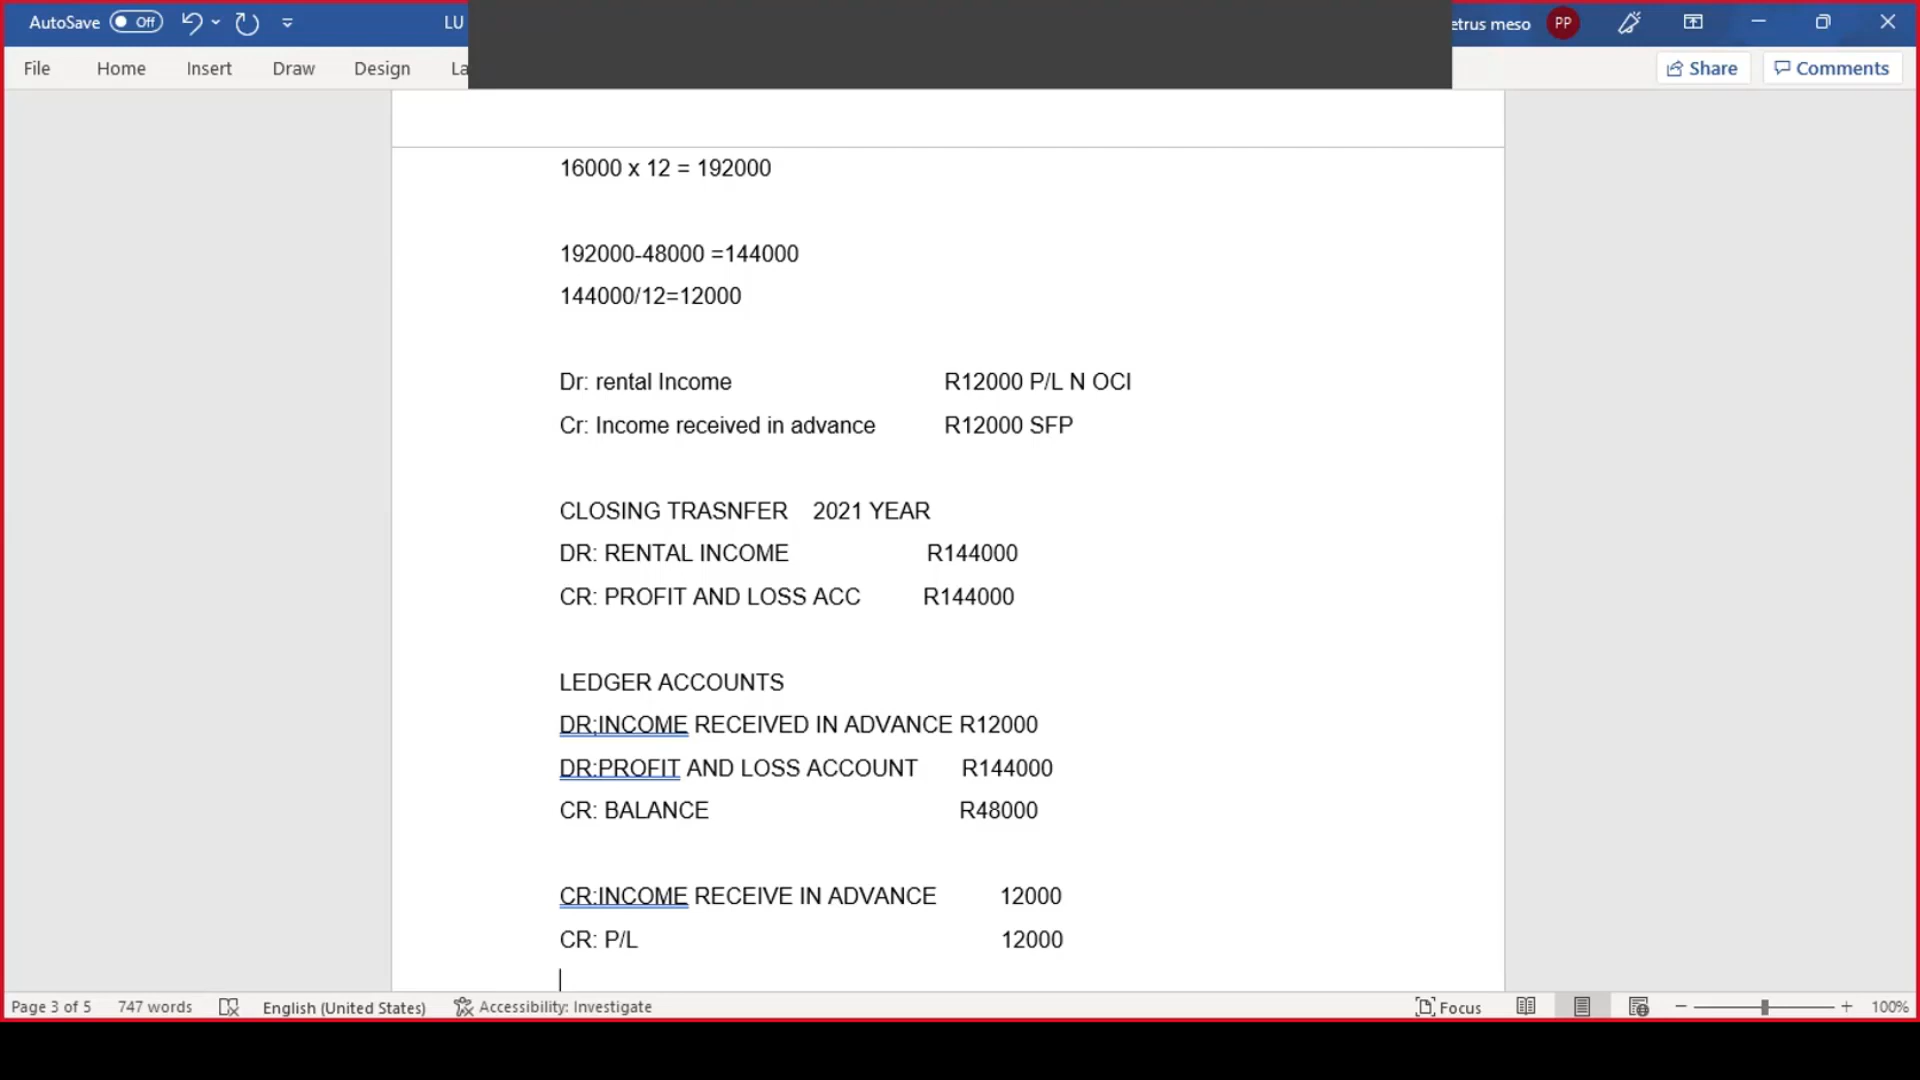 AutoSave Off LU etrus meso PP
File Home Insert Draw Design La Share Comments
16000 x 12 = 192000
192000-48000 =144000
144000/12=12000
Dr: rental Income R12000 P/L N OCI
Cr: Income received in advance R12000 SFP
CLOSING TRASNFER 2021 YEAR
DR: RENTAL INCOME R144000
CR: PROFIT AND LOSS ACC R144000
LEDGER ACCOUNTS
DR;INCOME RECEIVED IN ADVANCE R12000
DR:PROFIT AND LOSS ACCOUNT R144000
CR: BALANCE R48000
CR:INCOME RECEIVE IN ADVANCE 12000
CR: P/L 12000
Page 3 of 5 747 words English (United States) Accessibility: Investigate Focus 100%